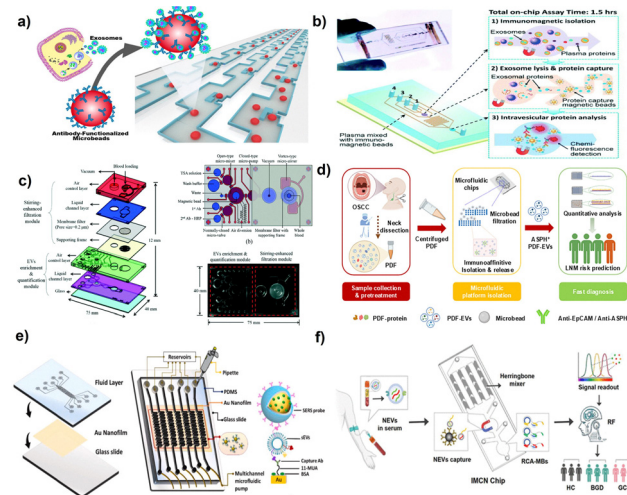 a)
Exosomes
Antibody-Functionalized
Microbeads
b)
Total on-chip Assay Time: 1.5 hrs
1) Immunomagnetic isolation
Exosomes
Plasma proteins
2) Exosome lysis & protein capture
Exosomal proteins
Protein capture
magnetic beads
3) Intravesicular protein analysis
Chemi-
fluorescence
detection
Plasma mixed
with immuno-
magnetic beads
c)
Blood loading
Vacuum
Air
control layer
Liquid
channel layer
Membrane filter
(Pore size=0.2 μm)
Supporting frame
Air
control layer
Liquid
channel layer
Glass
Stirring-
enhanced
filtration
module
EVs
enrichment
&
quantification
module
12 mm
75 mm
40 mm
Open-type
micro-mixer
Closed-type
micro-pump
Vacuum
Vortex-type
micro-stirrer
TSA solution
Wash buffer
Waste
Magnetic bead
1st Ab
2nd Ab - HRP
Normally-closed
micro-valve
Air diversion
Membrane filter with
supporting frame
Whole
blood
(b)
EVs enrichment &
quantification module
Stirring-enhanced
filtration module
40 mm
75 mm
d)
OSCC
Neck
dissection
PDF
Centrifuged
PDF
Microfluidic
chips
Microbead
filtration
Immunoaffinitive
Isolation & release
ASPH+
PDF-EVs
Quantitative analysis
LNM risk prediction
Sample collection
& pretreatment
Microfluidic
platform isolation
Fast diagnosis
PDF-protein
PDF-EVs
Microbead
Anti-EpCAM / Anti-ASPH
e)
Fluid Layer
Au Nanofilm
Glass slide
Reservoirs
Pipette
PDMS
Au Nanofilm
Glass slide
Multichannel
microfluidic
pump
SERS probe
sEVs
Capture Ab
11-MUA
BSA
Au
f)
NEVs
in serum
NEVs capture
Herringbone
mixer
RCA-MBs
IMCN Chip
Signal readout
RF
HC
BGD
GC